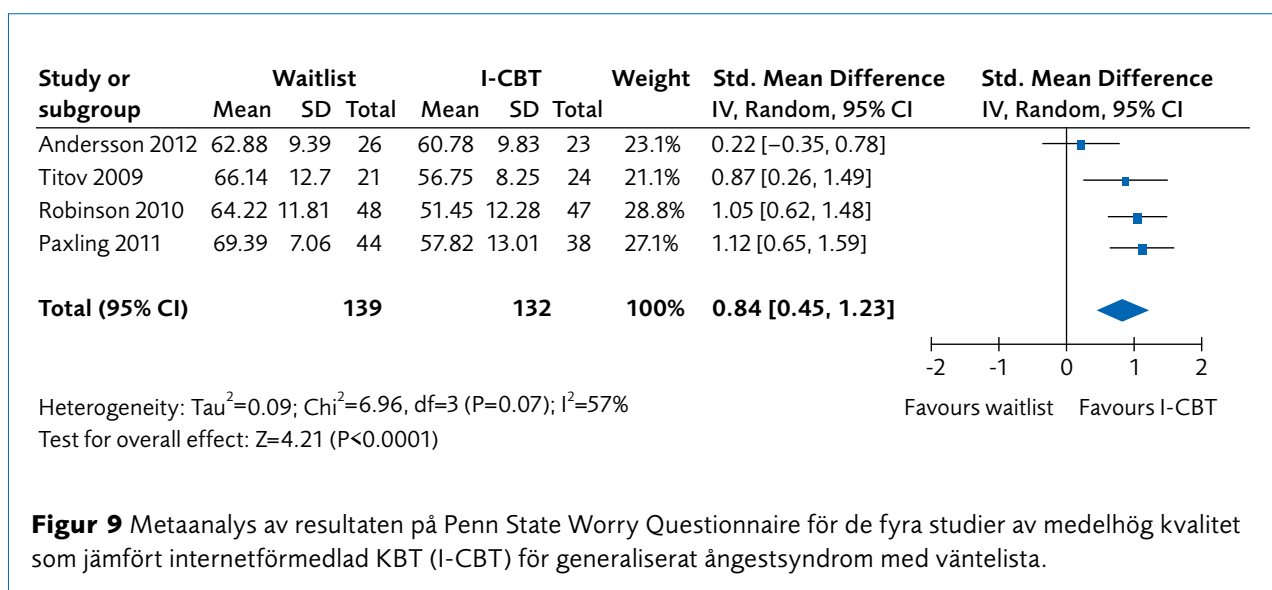 Study or Waitlist I-CBT Weight Std. Mean Difference Std. Mean Difference
subgroup Mean SD Total Mean SD Total IV, Random, 95% CI IV, Random, 95% CI
Andersson 2012 62.88 9.39 26 60.78 9.83 23 23.1% 0.22 [−0.35, 0.78]
Titov 2009 66.14 12.7 21 56.75 8.25 24 21.1% 0.87 [0.26, 1.49]
Robinson 2010 64.22 11.81 48 51.45 12.28 47 28.8% 1.05 [0.62, 1.48]
Paxling 2011 69.39 7.06 44 57.82 13.01 38 27.1% 1.12 [0.65, 1.59]
Total (95% CI) 139 132 100% 0.84 [0.45, 1.23]
-2 -1 0 1 2
Heterogeneity: Tau²=0.09; Chi²=6.96, df=3 (P=0.07); I²=57% Favours waitlist Favours I-CBT
Test for overall effect: Z=4.21 (P<0.0001)
Figur 9 Metaanalys av resultaten på Penn State Worry Questionnaire för de fyra studier av medelhög kvalitet
som jämfört internetförmedlad KBT (I-CBT) för generaliserat ångestsyndrom med väntelista.